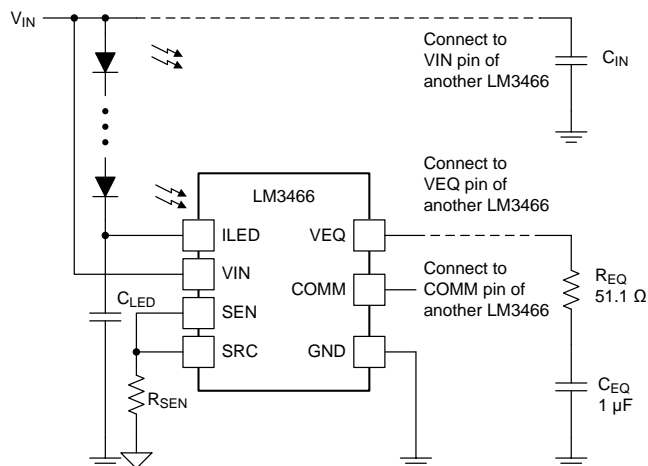 VIN
Connect to
VIN pin of
another LM3466
CIN
Connect to
VEQ pin of
another LM3466
LM3466
ILED
VEQ
VIN
COMM
Connect to
COMM pin of
another LM3466
REQ
51.1 Ω
CLED
SEN
SRC
GND
RSEN
CEQ
1 µF